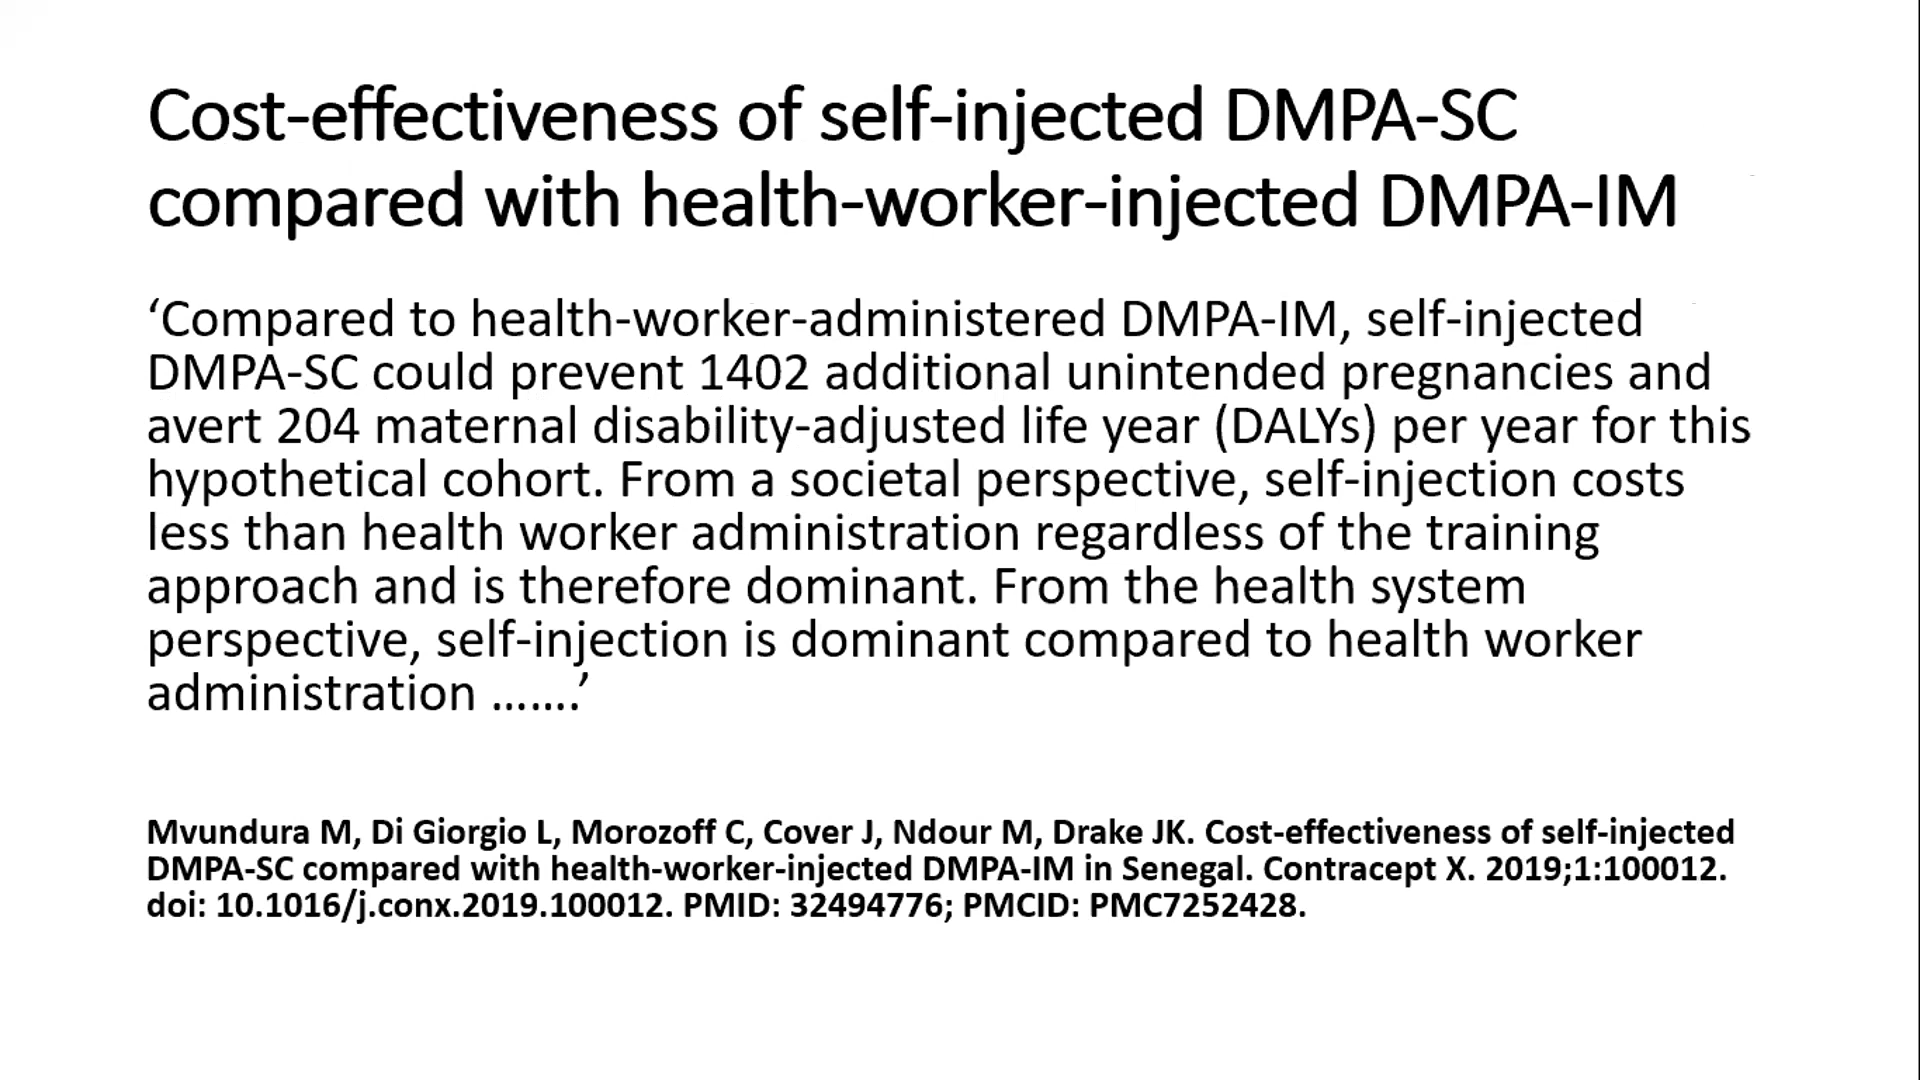 Cost-effectiveness of self-injected DMPA-SC
compared with health-worker-injected DMPA-IM
‘Compared to health-worker-administered DMPA-IM, self-injected
DMPA-SC could prevent 1402 additional unintended pregnancies and
avert 204 maternal disability-adjusted life year (DALYs) per year for this
hypothetical cohort. From a societal perspective, self-injection costs
less than health worker administration regardless of the training
approach and is therefore dominant. From the health system
perspective, self-injection is dominant compared to health worker
administration …….’
Mvundura M, Di Giorgio L, Morozoff C, Cover J, Ndour M, Drake JK. Cost-effectiveness of self-injected
DMPA-SC compared with health-worker-injected DMPA-IM in Senegal. Contracept X. 2019;1:100012.
doi: 10.1016/j.conx.2019.100012. PMID: 32494776; PMCID: PMC7252428.